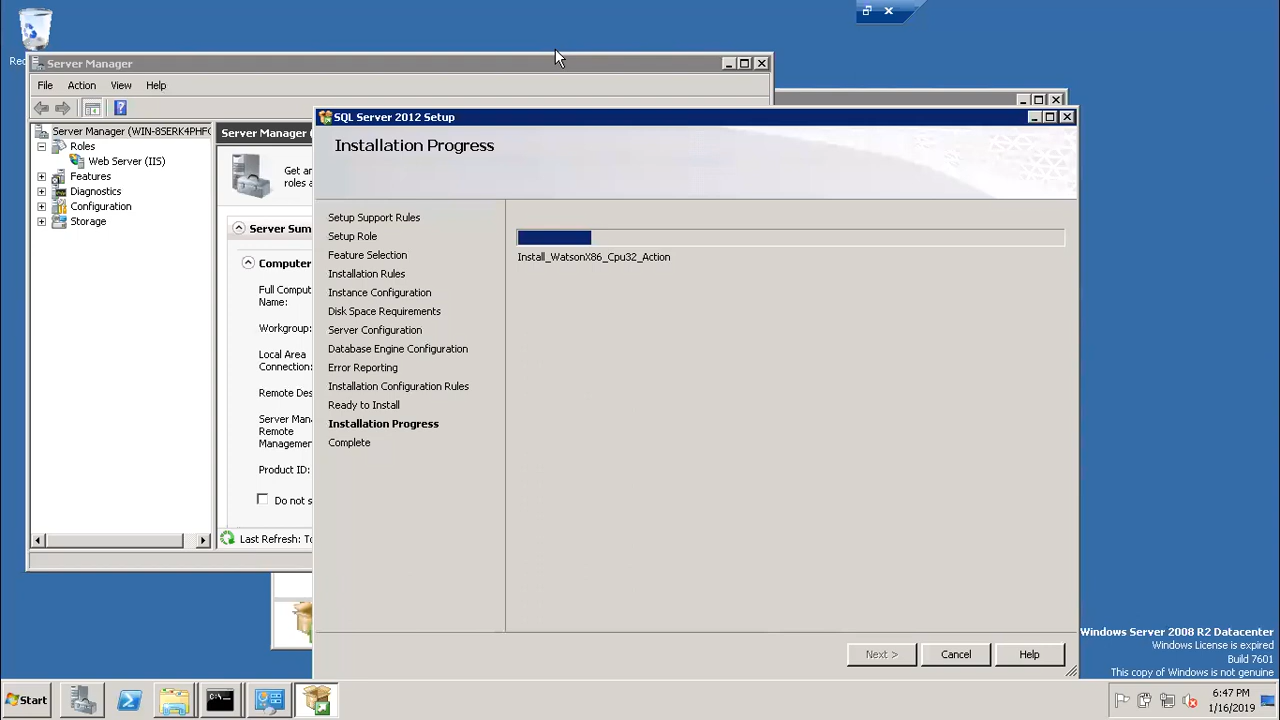 Rec
Server Manager
File Action View Help
Server Manager (WIN-8SERK4PHFC
Roles
Web Server (IIS)
Features
Diagnostics
Configuration
Storage
Server Manager (
Get an
roles a
Server Sum
Computer
Full Comput
Name:
Workgroup:
Local Area
Connection:
Remote Des
Server Man
Remote
Management
Product ID:
Do not s
Last Refresh: To
SQL Server 2012 Setup
Installation Progress
Setup Support Rules
Setup Role
Feature Selection
Installation Rules
Instance Configuration
Disk Space Requirements
Server Configuration
Database Engine Configuration
Error Reporting
Installation Configuration Rules
Ready to Install
Installation Progress
Complete
Install_WatsonX86_Cpu32_Action
Next > Cancel Help
Windows Server 2008 R2 Datacenter
Windows License is expired
Build 7601
This copy of Windows is not genuine
Start
6:47 PM
1/16/2019